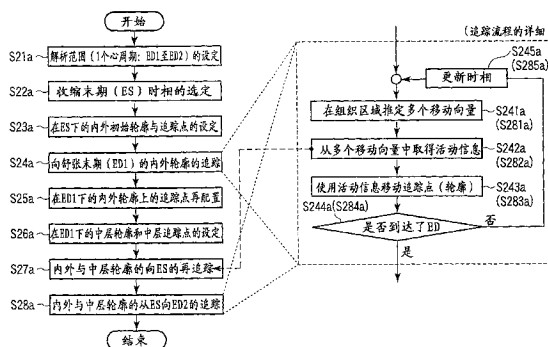 开始
S21a
解析范围（1个心周期：ED1至ED2）的设定
S22a
收缩末期（ES）时相的选定
S23a
在ES下的内外初始轮廓与追踪点的设定
S24a
向舒张末期（ED1）的内外轮廓的追踪
S25a
在ED1下的内外轮廓上的追踪点再配置
S26a
在ED1下的中层轮廓和中层追踪点的设定
S27a
内外与中层轮廓的向ES的再追踪
S28a
内外与中层轮廓的从ES向ED2的追踪
结束
(追踪流程的详细
S245a
(S285a)
更新时相
在组织区域推定多个移动向量
S241a
(S281a)
从多个移动向量中取得活动信息
S242a
(S282a)
使用活动信息移动追踪点（轮廓）
S243a
(S283a)
S244a(S284a)
是否到达了ED
否
是